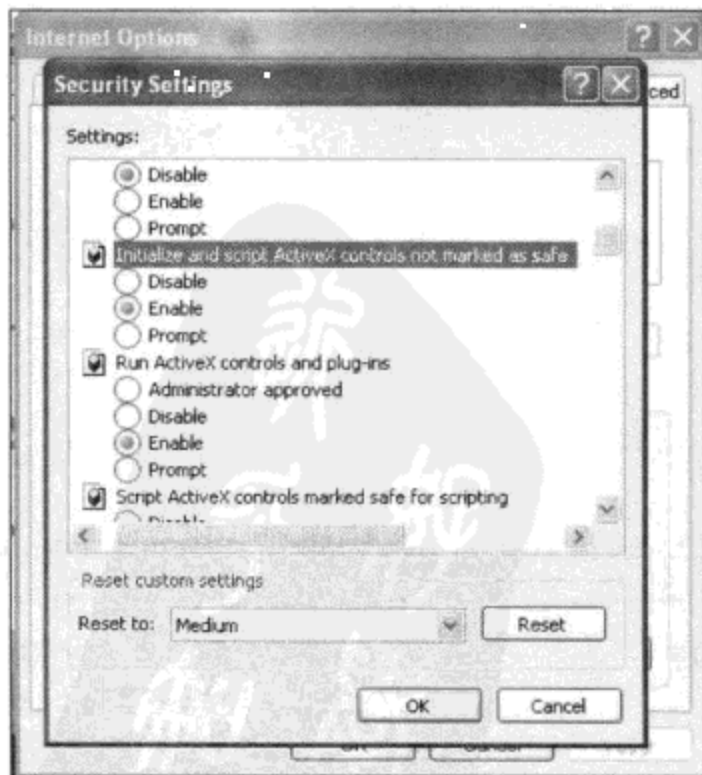 Internet Options
Security Settings
ced
Settings:
Disable
Enable
Prompt
Initialize and script ActiveX controls not marked as safe
Disable
Enable
Prompt
Run ActiveX controls and plug-ins
Administrator approved
Disable
Enable
Prompt
Script ActiveX controls marked safe for scripting
Disable
Reset custom settings
Reset to:
Medium
Reset
OK
Cancel